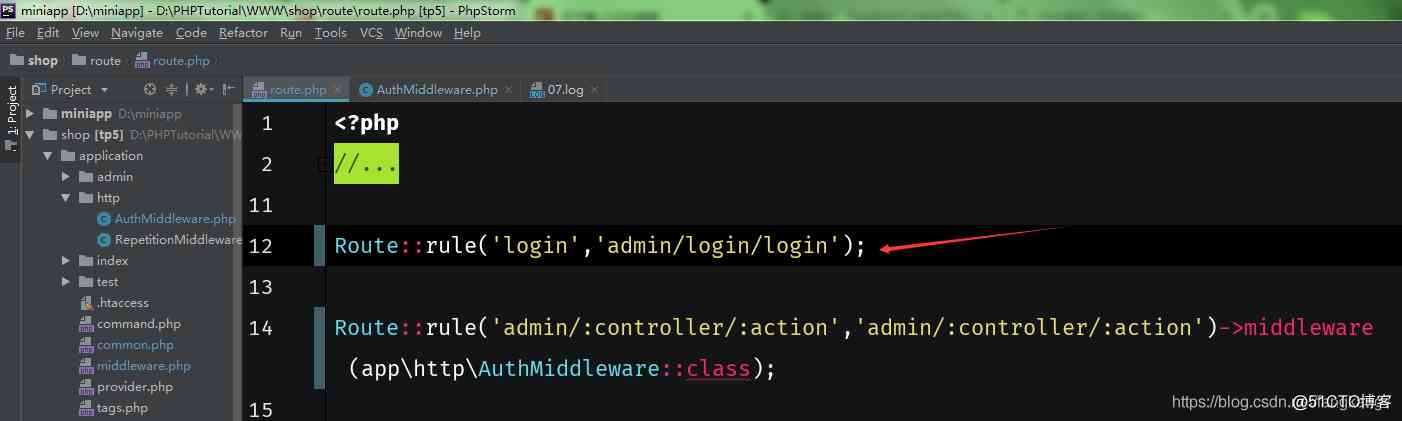 miniapp [D:\miniapp] - D:\PHPTutorial\WWW\shop\route\route.php [tp5] - PhpStorm
File Edit View Navigate Code Refactor Run Tools VCS Window Help
shop route route.php
1: Project
Project
route.php AuthMiddleware.php 07.log
miniapp D:\miniapp
shop [tp5] D:\PHPTutorial\WW
application
admin
http
AuthMiddleware.php
RepetitionMiddleware
index
test
.htaccess
command.php
common.php
middleware.php
provider.php
tags.php
1 <?php
2 //...
11
12 Route::rule('login','admin/login/login');
13
14 Route::rule('admin/:controller/:action','admin/:controller/:action')->middleware
(app\http\AuthMiddleware::class);
15
https://blog.csdn.
@51CTO博客